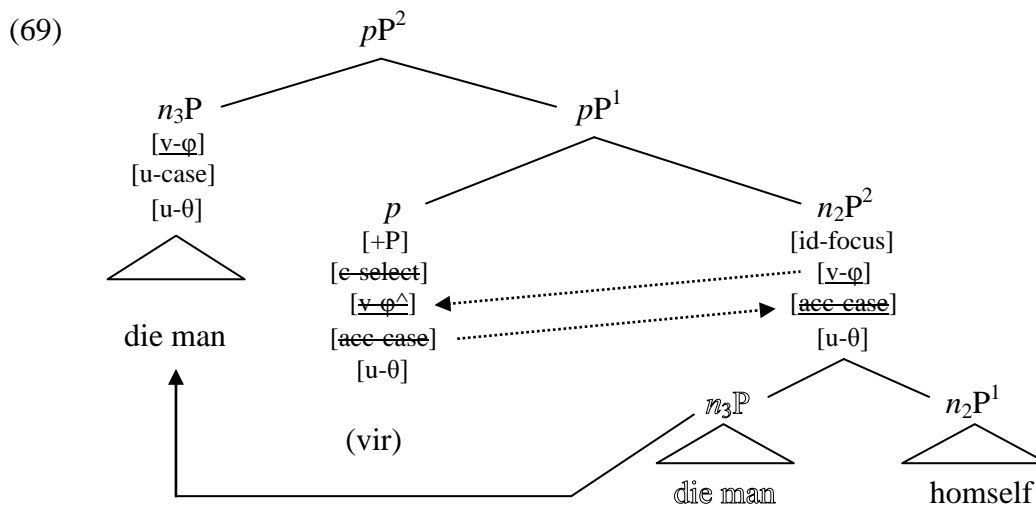 (69)
pP²
n₃P
pP¹
[v-φ]
[u-case]
[u-θ]
p
n₂P²
[+P]
[id-focus]
[c-select]
[v-φ]
[v-φ^]
[acc-case]
[acc-case]
[u-θ]
[u-θ]
die man
n₃P
n₂P¹
(vir)
die man
homself